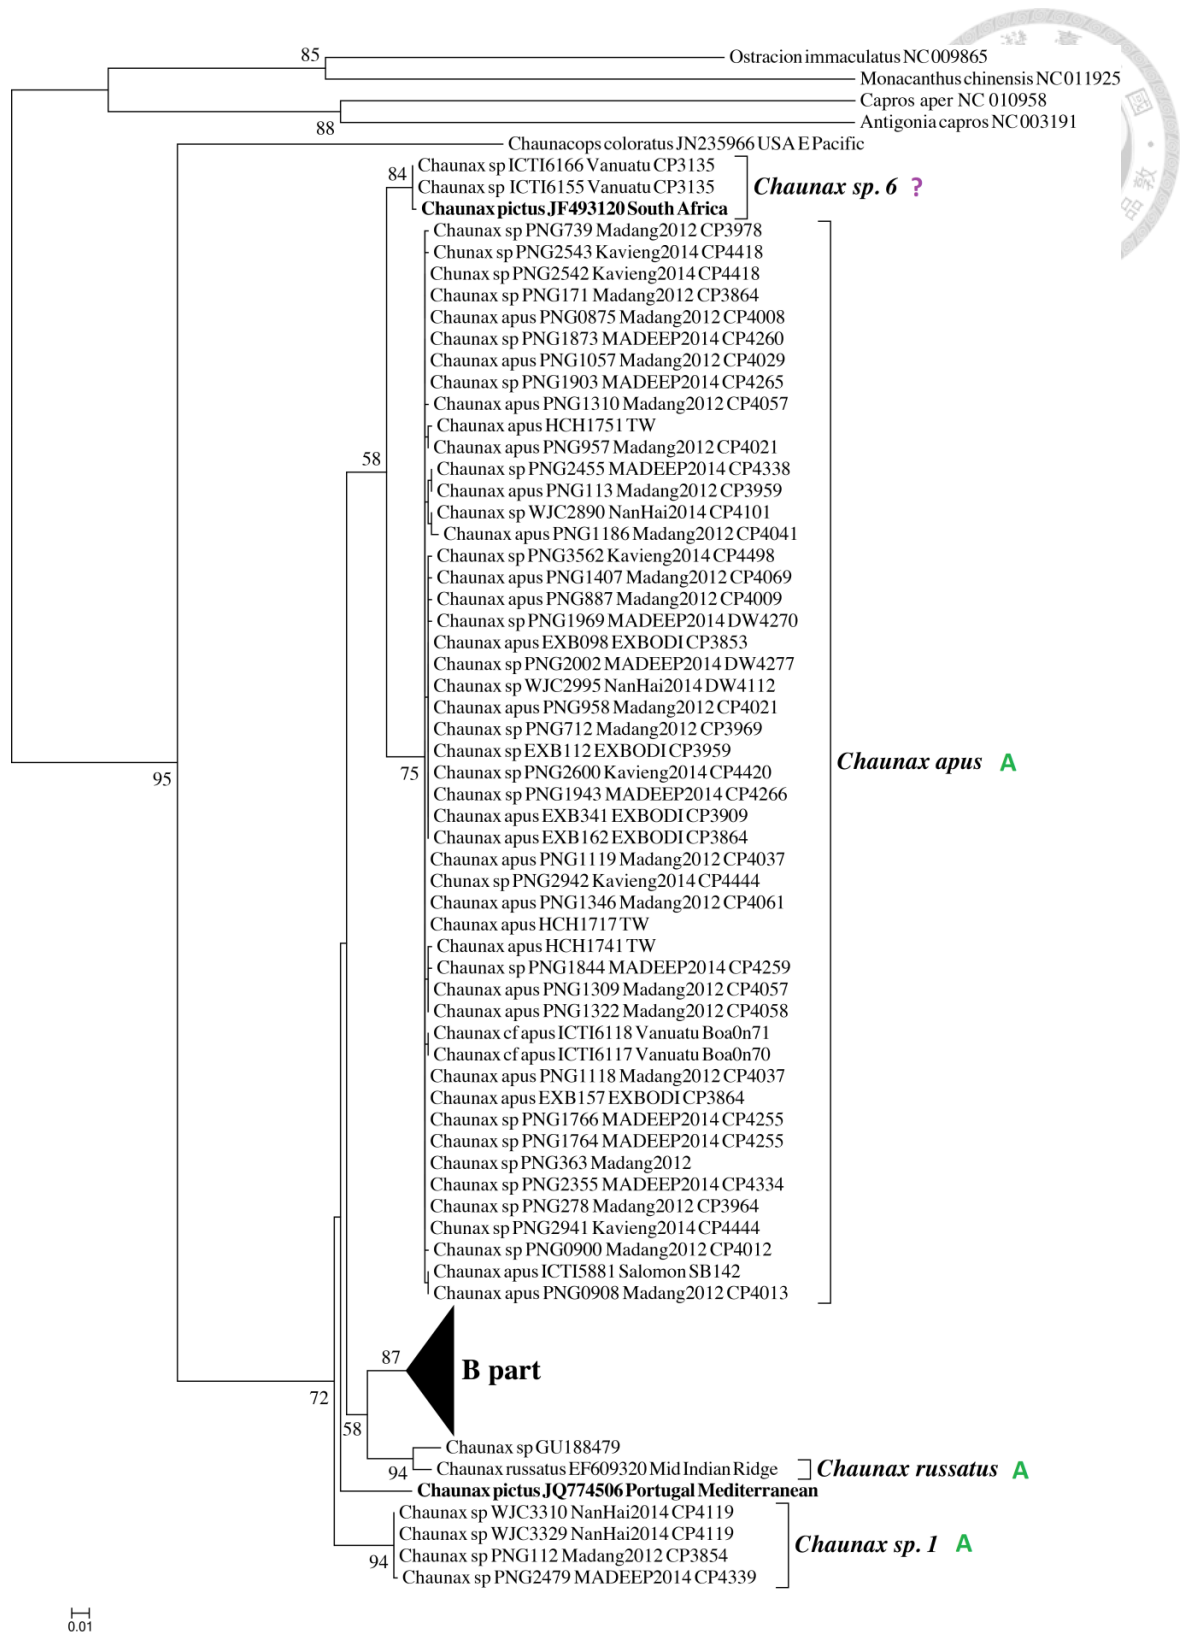 85
Ostracion immaculatus NC 009865
Monacanthus chinensis NC 011925
Capros aper NC 010958
88
Antigonia capros NC 003191
Chaunacops coloratus JN235966 USA E Pacific
Chaunax sp ICTI6166 Vanuatu CP3135
84
Chaunax sp ICTI6155 Vanuatu CP3135
Chaunax sp. 6 ?
Chaunax pictus JF493120 South Africa
Chaunax sp PNG739 Madang2012 CP3978
Chunax sp PNG2543 Kavieng2014 CP4418
Chunax sp PNG2542 Kavieng2014 CP4418
Chaunax sp PNG171 Madang2012 CP3864
Chaunax apus PNG0875 Madang2012 CP4008
Chaunax sp PNG1873 MADEEP2014 CP4260
Chaunax apus PNG1057 Madang2012 CP4029
Chaunax sp PNG1903 MADEEP2014 CP4265
Chaunax apus PNG1310 Madang2012 CP4057
Chaunax apus HCH1751 TW
Chaunax apus PNG957 Madang2012 CP4021
58
Chaunax sp PNG2455 MADEEP2014 CP4338
Chaunax apus PNG113 Madang2012 CP3959
Chaunax sp WJC2890 NanHai2014 CP4101
Chaunax apus PNG1186 Madang2012 CP4041
Chaunax sp PNG3562 Kavieng2014 CP4498
Chaunax apus PNG1407 Madang2012 CP4069
Chaunax apus PNG887 Madang2012 CP4009
Chaunax sp PNG1969 MADEEP2014 DW4270
Chaunax apus EXB098 EXBODI CP3853
Chaunax sp PNG2002 MADEEP2014 DW4277
Chaunax sp WJC2995 NanHai2014 DW4112
Chaunax apus PNG958 Madang2012 CP4021
Chaunax sp PNG712 Madang2012 CP3969
Chaunax sp EXB112 EXBODI CP3959
Chaunax apus A
95
75
Chaunax sp PNG2600 Kavieng2014 CP4420
Chaunax sp PNG1943 MADEEP2014 CP4266
Chaunax apus EXB341 EXBODI CP3909
Chaunax apus EXB162 EXBODI CP3864
Chaunax apus PNG1119 Madang2012 CP4037
Chunax sp PNG2942 Kavieng2014 CP4444
Chaunax apus PNG1346 Madang2012 CP4061
Chaunax apus HCH1717 TW
Chaunax apus HCH1741 TW
Chaunax sp PNG1844 MADEEP2014 CP4259
Chaunax apus PNG1309 Madang2012 CP4057
Chaunax apus PNG1322 Madang2012 CP4058
Chaunax cf apus ICTI6118 Vanuatu Boa0n71
Chaunax cf apus ICTI6117 Vanuatu Boa0n70
Chaunax apus PNG1118 Madang2012 CP4037
Chaunax apus EXB157 EXBODI CP3864
Chaunax sp PNG1766 MADEEP2014 CP4255
Chaunax sp PNG1764 MADEEP2014 CP4255
Chaunax sp PNG363 Madang2012
Chaunax sp PNG2355 MADEEP2014 CP4334
Chaunax sp PNG278 Madang2012 CP3964
Chunax sp PNG2941 Kavieng2014 CP4444
Chaunax sp PNG0900 Madang2012 CP4012
Chaunax apus ICTI5881 Salomon SB142
Chaunax apus PNG0908 Madang2012 CP4013
87
B part
72
58
Chaunax sp GU188479
94
Chaunax russatus EF609320 Mid Indian Ridge
Chaunax russatus A
Chaunax pictus JQ774506 Portugal Mediterranean
Chaunax sp WJC3310 NanHai2014 CP4119
Chaunax sp WJC3329 NanHai2014 CP4119
Chaunax sp. 1 A
94
Chaunax sp PNG112 Madang2012 CP3854
Chaunax sp PNG2479 MADEEP2014 CP4339
0.01